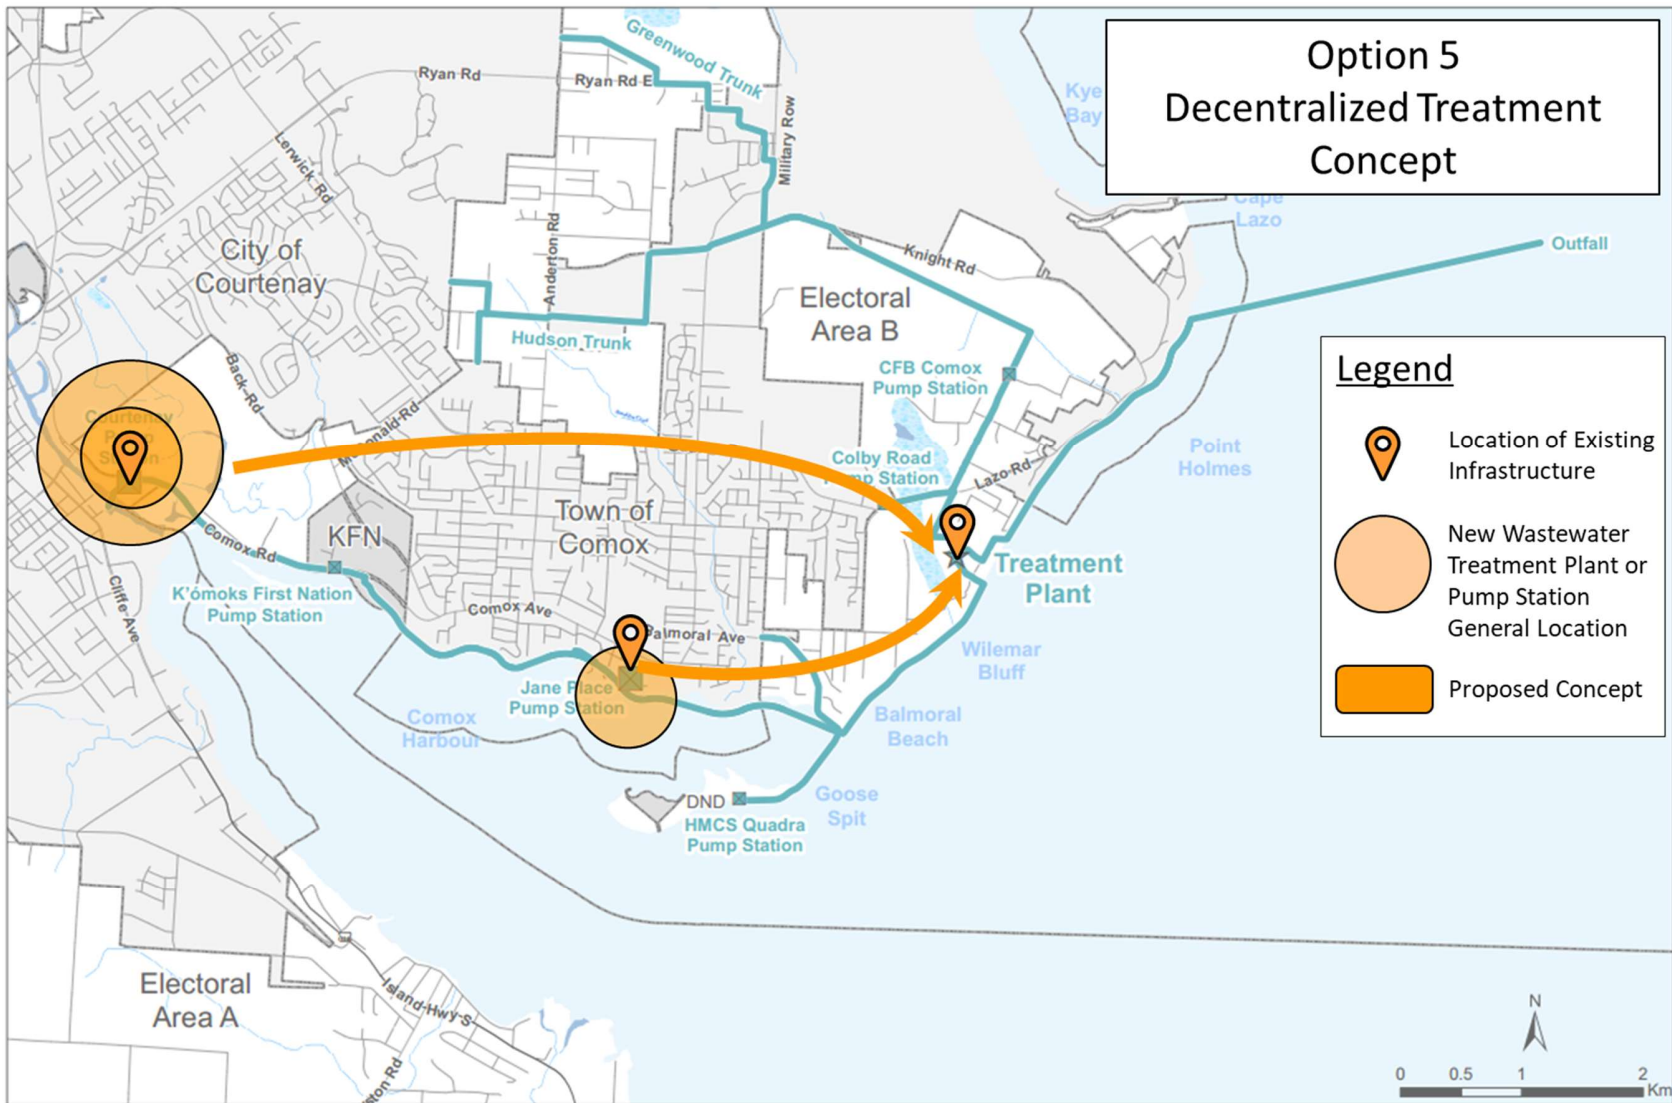 Option 5
Decentralized Treatment
Concept
Greenwood Trunk
Ryan Rd
Ryan Rd E
Military Row
Kye
Bay
Cape
Lazo
Lerwick Rd
City of
Courtenay
Anderton Rd
Knight Rd
Outfall
Electoral
Area B
Hudson Trunk
CFB Comox
Pump Station
Back Rd
McDonald Rd
Courtenay
Point
Holmes
Colby Road
Station
Lazo Rd
Town of
Comox
KFN
Comox Rd
Treatment
Plant
K'ómoks First Nation
Pump Station
Cliffe Ave
Comox Ave
Balmoral Ave
Wilemar
Bluff
Jane Place
Pump Station
Comox
Harbour
Balmoral
Beach
DND
Goose
Spit
HMCS Quadra
Pump Station
Electoral
Area A
Island Hwy S
Legend
Location of Existing
Infrastructure
New Wastewater
Treatment Plant or
Pump Station
General Location
Proposed Concept
N
0 0.5 1 2
Km